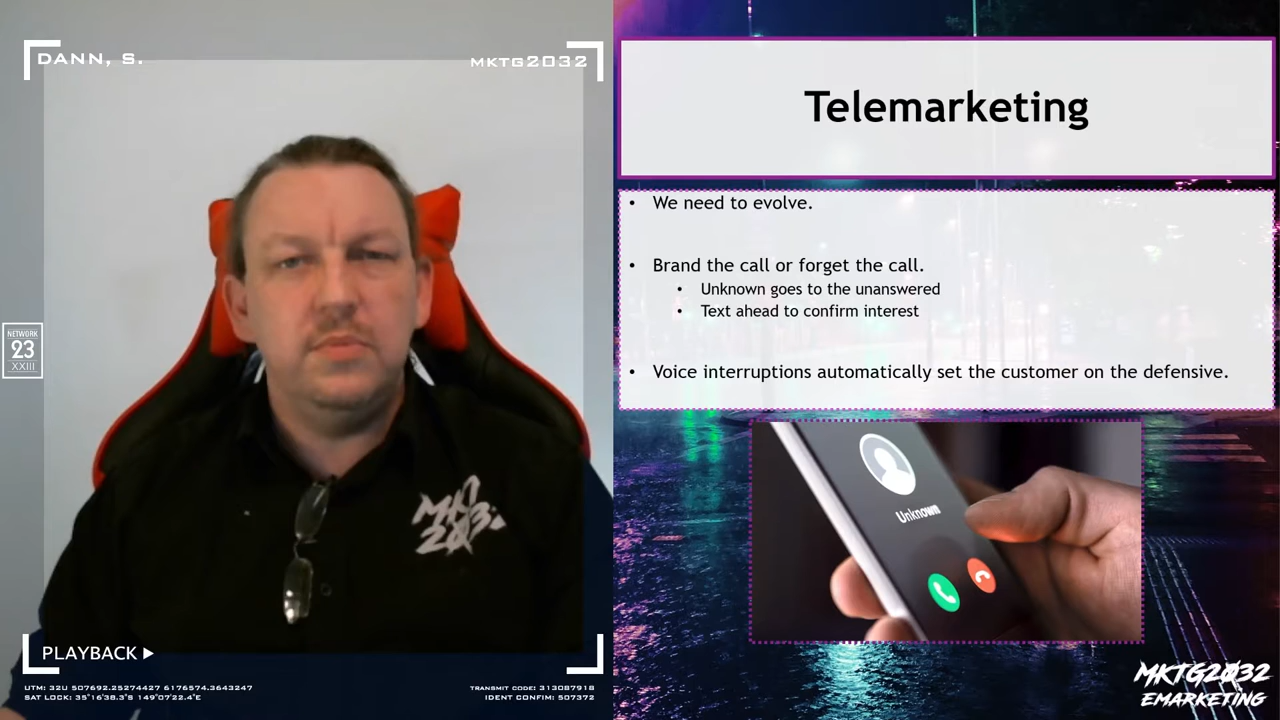 DANN, S.
MKTG2032
NETWORK
23
XXIII
PLAYBACK
UTM: 32U 507692.25274427 6176574.3643247
SAT LOCK: 35°16'38.3"S 149°07'22.4"E
TRANSMIT CODE: 313087918
IDENT CONFIM: 507372
Telemarketing
• We need to evolve.
• Brand the call or forget the call.
• Unknown goes to the unanswered
• Text ahead to confirm interest
• Voice interruptions automatically set the customer on the defensive.
Unknown
MKTG2032
EMARKETING